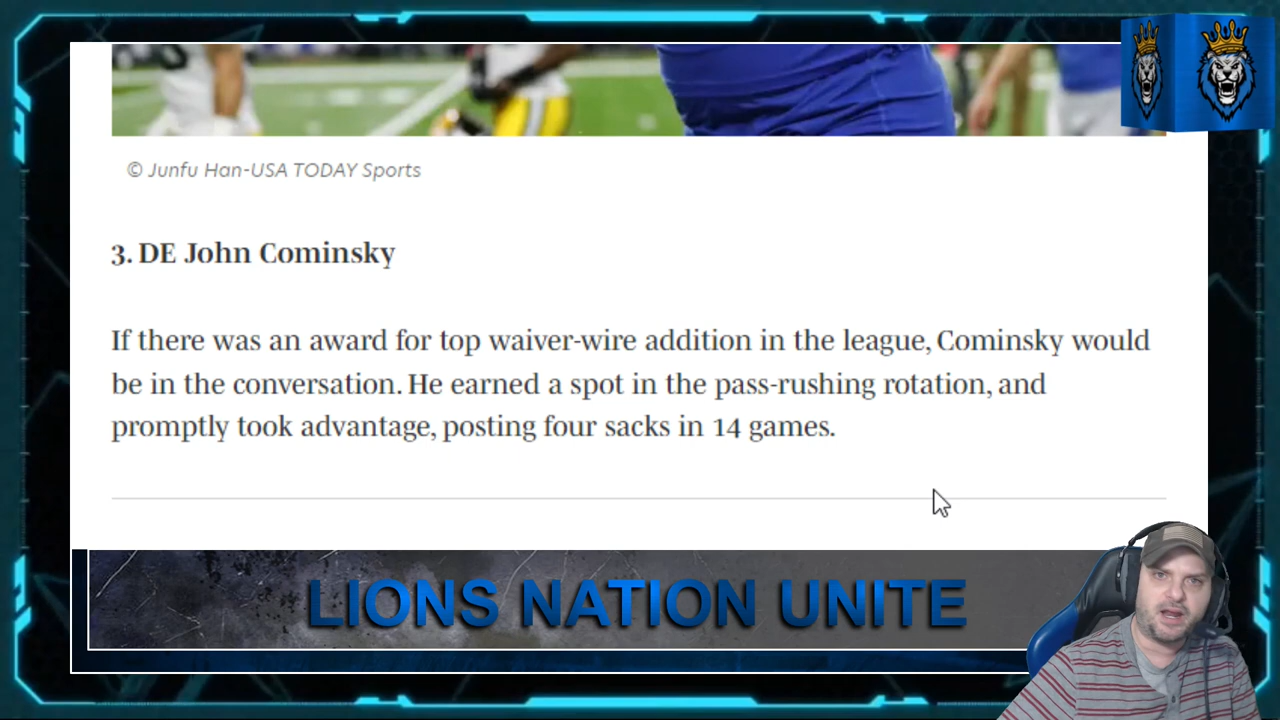 © Junfu Han-USA TODAY Sports
3. DE John Cominsky
If there was an award for top waiver-wire addition in the league, Cominsky would
be in the conversation. He earned a spot in the pass-rushing rotation, and
promptly took advantage, posting four sacks in 14 games.
LIONS NATION UNITE